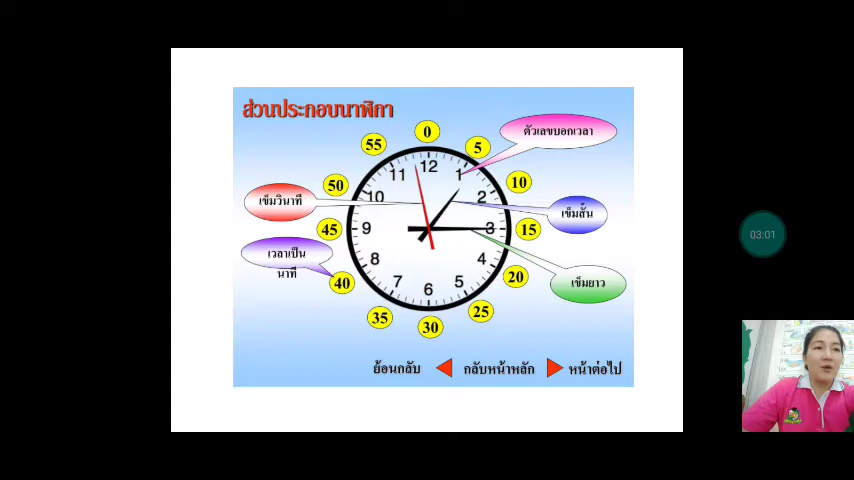 ส่วนประกอบนาฬิกา
ตัวเลขบอกเวลา
0
55
5
50
10
45
15
40
20
35
25
30
12
11
1
10
2
9
3
8
4
7
5
6
เข็มวินาที
เข็มสั้น
เวลาเป็น
นาที
เข็มยาว
ย้อนกลับ
กลับหน้าหลัก
หน้าต่อไป
03:01